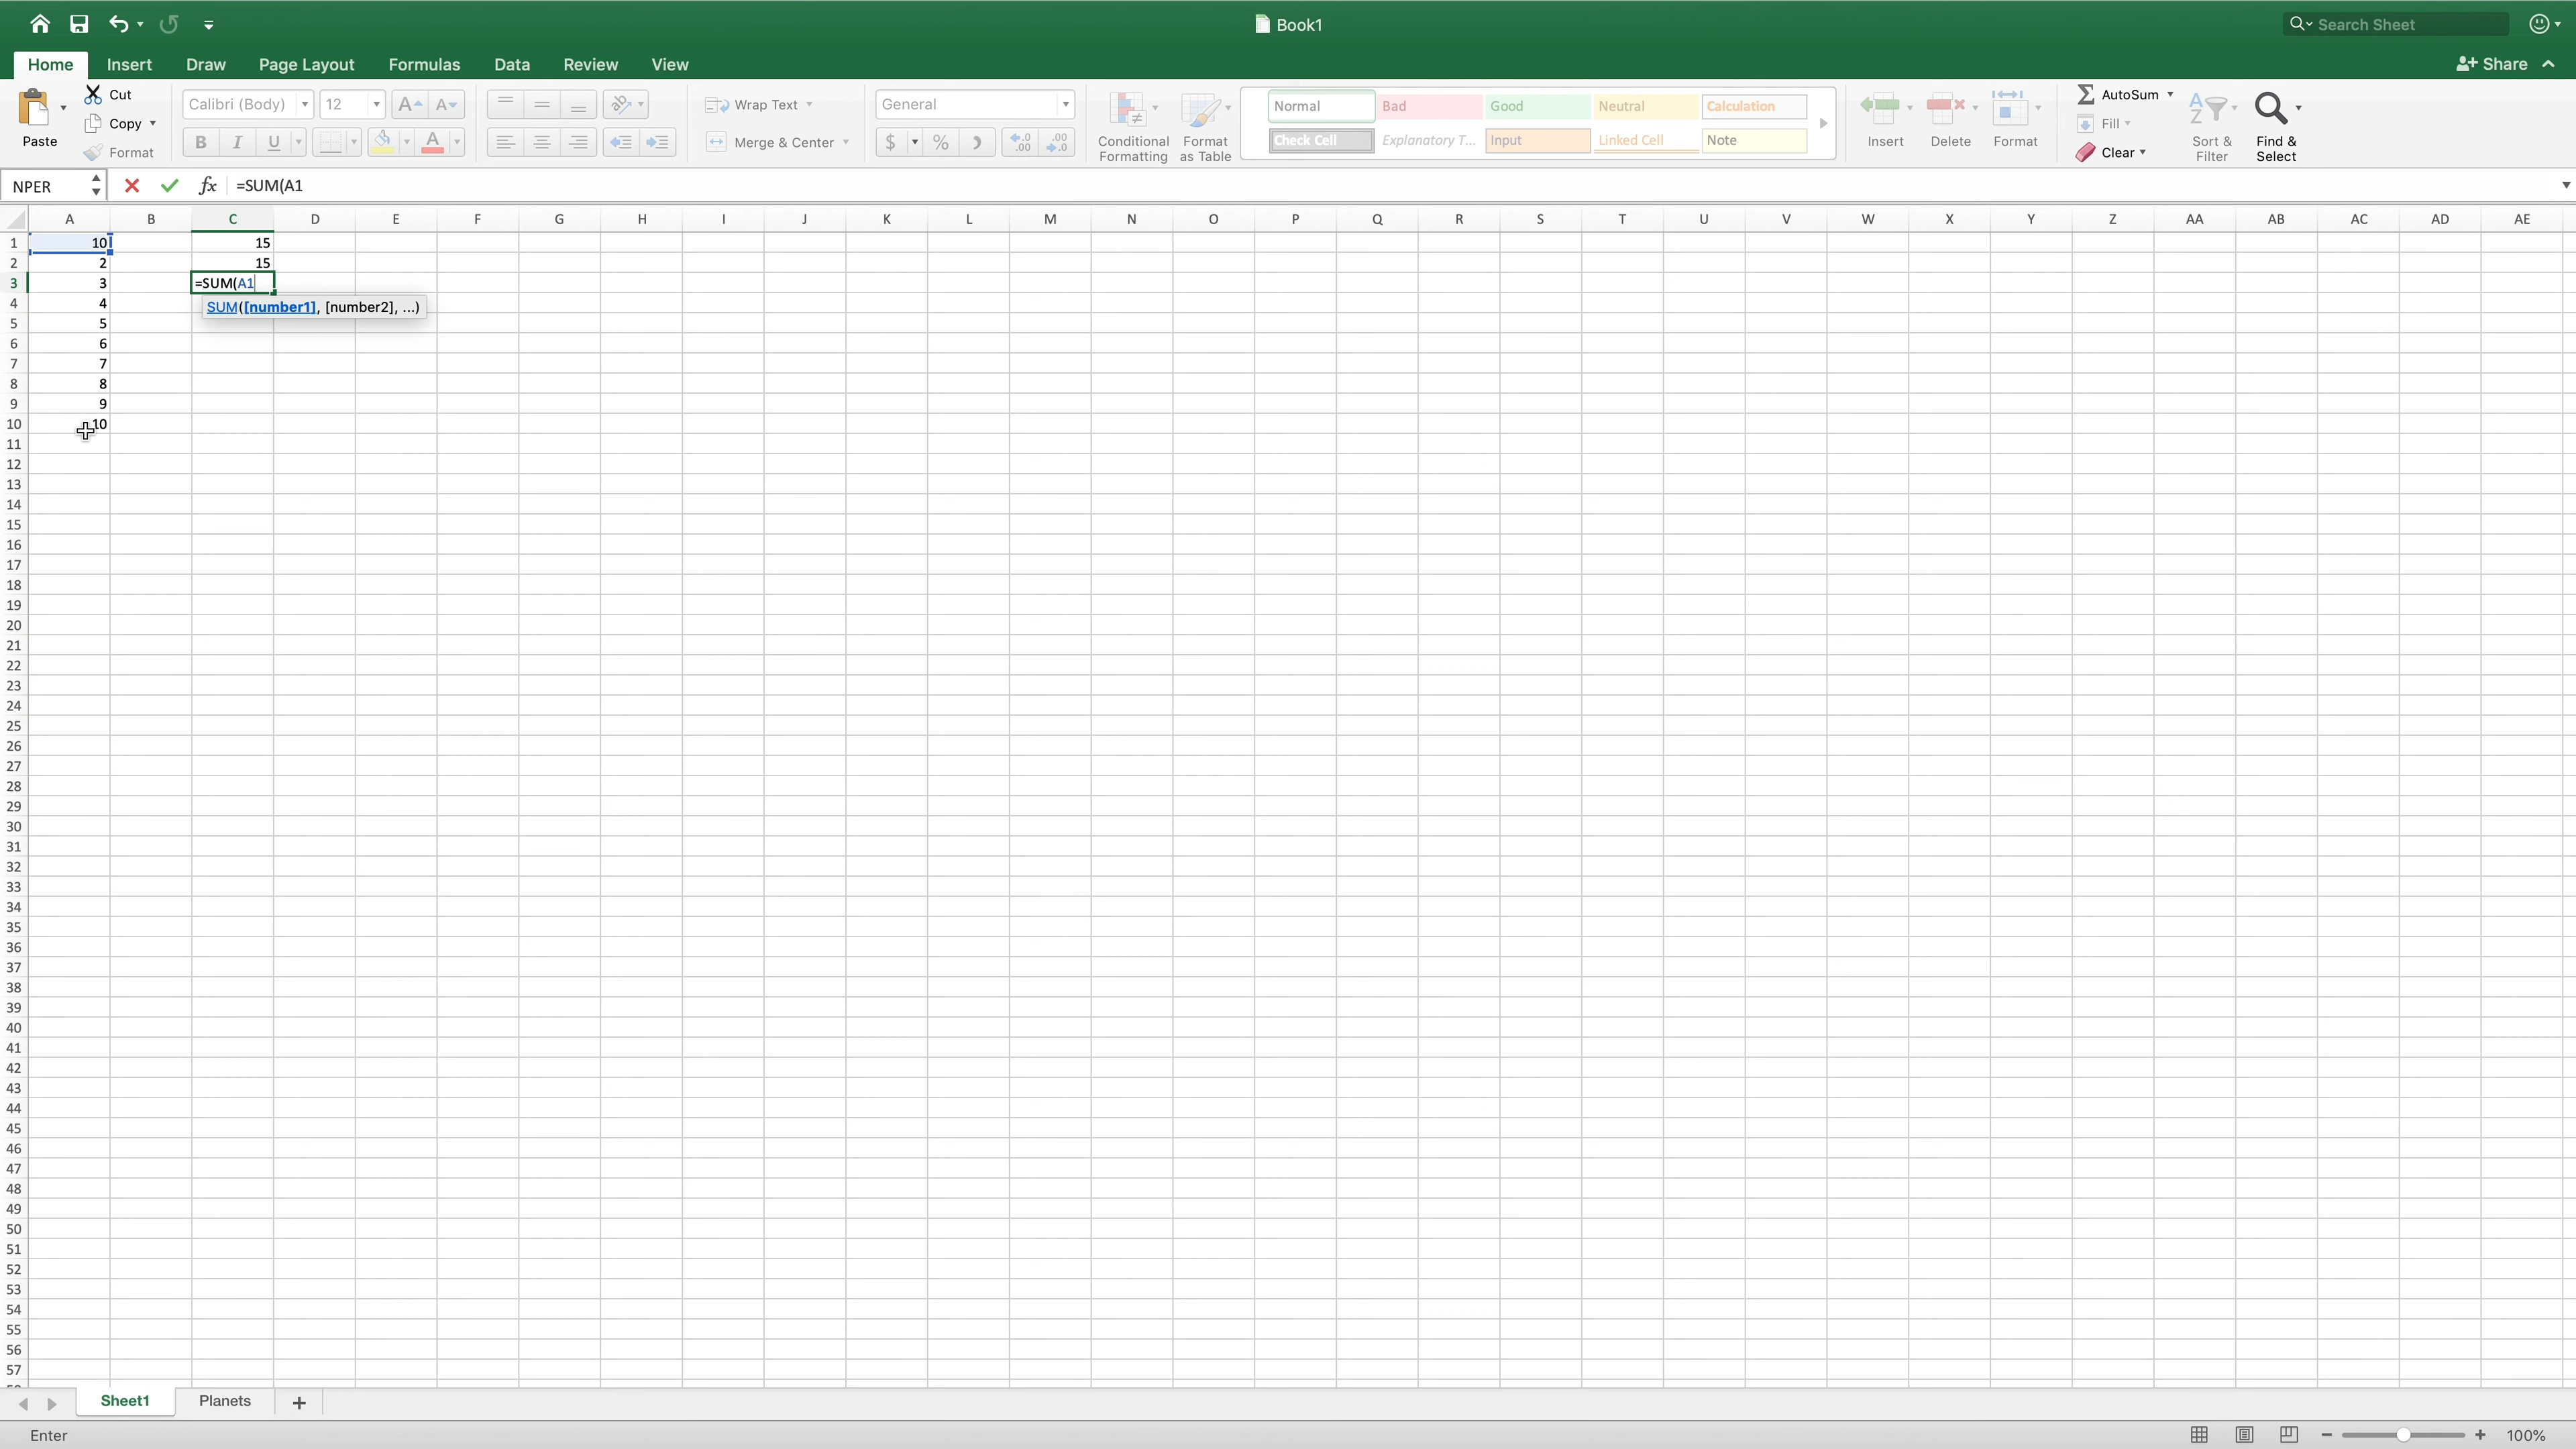 Book1
Search Sheet
Home Insert Draw Page Layout Formulas Data Review View
Share
Paste
Cut
Copy
Format
Calibri (Body) 12
A A
B I U A
Wrap Text
Merge & Center
General
$ % .0 .00 .00 .0
Conditional Formatting
Format as Table
Normal Bad Good Neutral Calculation
Check Cell Explanatory T... Input Linked Cell Note
Insert Delete Format
AutoSum
Fill
Clear
Sort & Filter
Find & Select
NPER fx =SUM(A1
A B C D E F G H I J K L M N O P Q R S T U V W X Y Z AA AB AC AD AE
1 10 15
2 2 15
3 3 =SUM(A1
4 4 SUM([number1], [number2], ...)
5 5
6 6
7 7
8 8
9 9
10 10
11
12
13
14
15
16
17
18
19
20
21
22
23
24
25
26
27
28
29
30
31
32
33
34
35
36
37
38
39
40
41
42
43
44
45
46
47
48
49
50
51
52
53
54
55
56
57
Sheet1 Planets +
Enter
100%